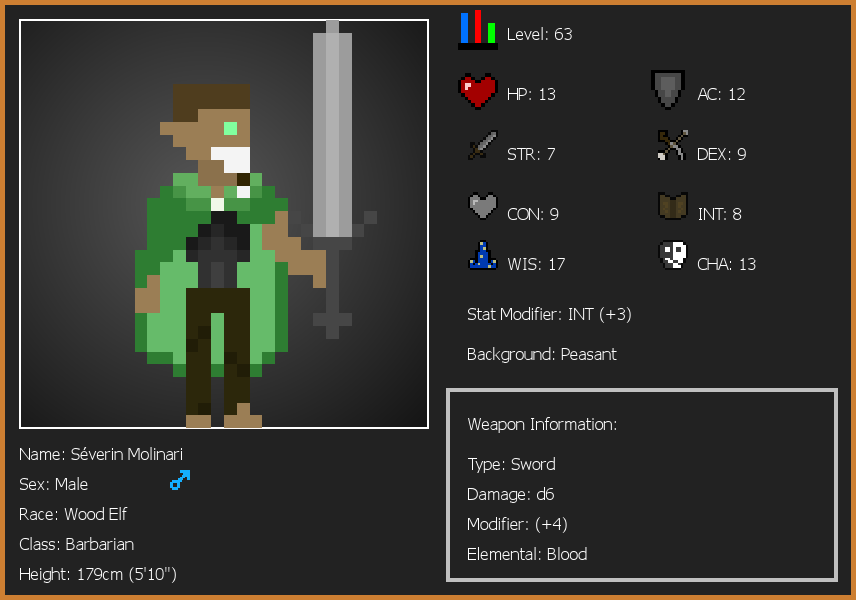 Level: 63
HP: 13
AC: 12
STR: 7
DEX: 9
CON: 9
INT: 8
WIS: 17
CHA: 13
Stat Modifier: INT (+3)
Background: Peasant
Weapon Information:
Type: Sword
Damage: d6
Modifier: (+4)
Elemental: Blood
Name: Séverin Molinari
Sex: Male
Race: Wood Elf
Class: Barbarian
Height: 179cm (5'10")